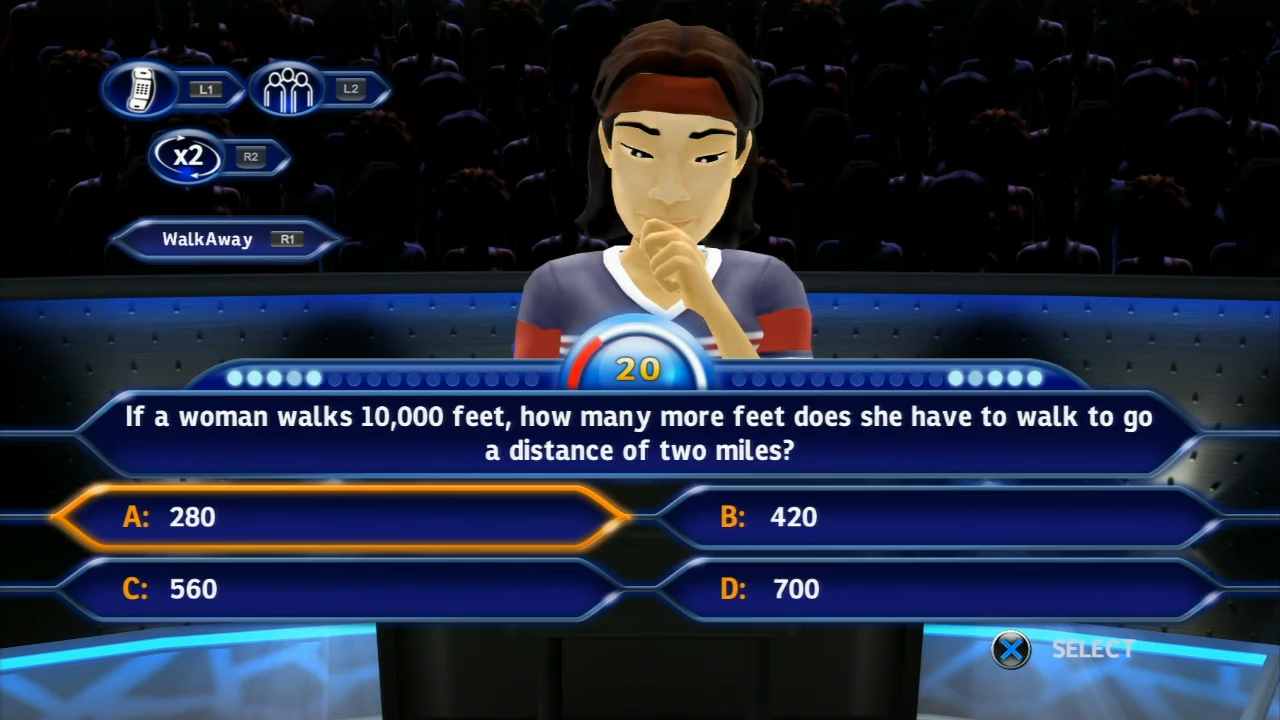 L1
L2
x2
R2
WalkAway R1
20
If a woman walks 10,000 feet, how many more feet does she have to walk to go
a distance of two miles?
A: 280
B: 420
C: 560
D: 700
SELECT